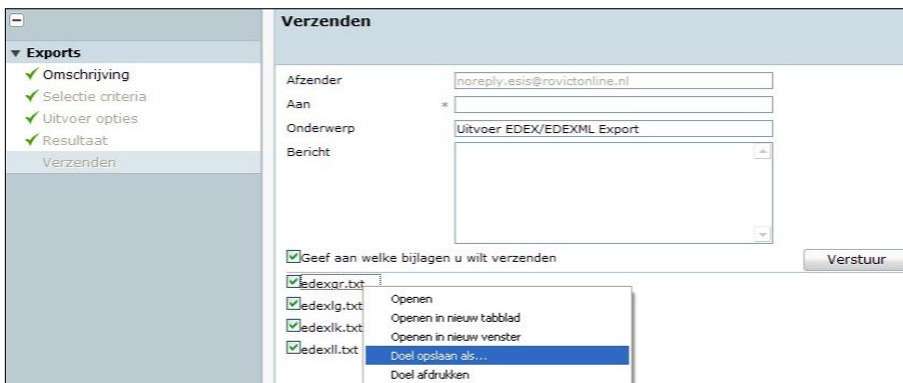 Exports
Omschrijving
Selectie criteria
Uitvoer opties
Resultaat
Verzenden
Verzenden
Afzender noreply.esis@rovictonline.nl
Aan *
Onderwerp Uitvoer EDEX/EDEXML Export
Bericht
Geef aan welke bijlagen u wilt verzenden Verstuur
edexgr.txt
edexlg.txt
edexlk.txt
edexll.txt
Openen
Openen in nieuw tabblad
Openen in nieuw venster
Doel opslaan als...
Doel afdrukken